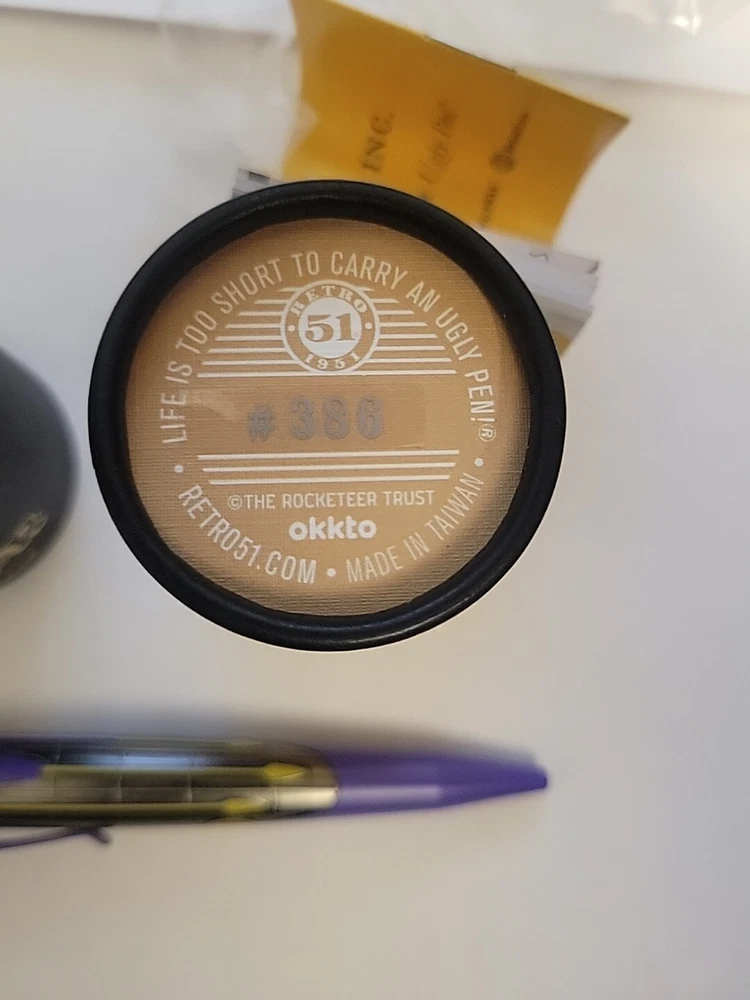 INC.
LIFE IS TOO SHORT TO CARRY AN UGLY PEN!®
RETRO
51
1951
#386
©THE ROCKETEER TRUST
okkto
• RETRO51.COM • MADE IN TAIWAN •